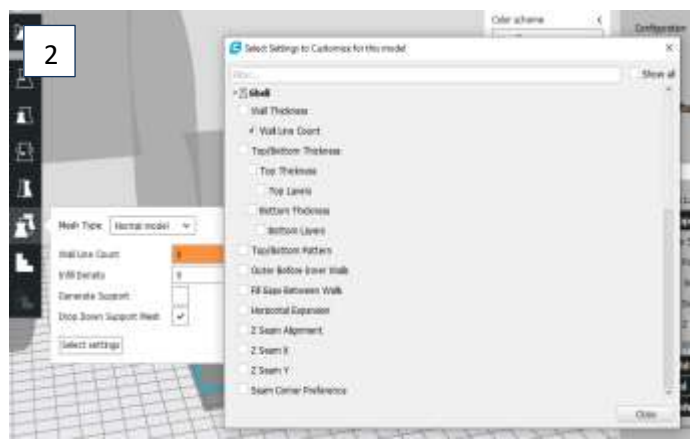 2
Color scheme
Configuration
Select Settings to Customize for this model
Filter...
Show all
Shell
Wall Thickness
Wall Line Count
Top/Bottom Thickness
Top Thickness
Top Layers
Bottom Thickness
Bottom Layers
Top/Bottom Pattern
Outer Before Inner Walls
Fill Gaps Between Walls
Horizontal Expansion
Z Seam Alignment
Z Seam X
Z Seam Y
Seam Corner Preference
Close
Mesh Type Normal model
Wall Line Count
Infill Density
Generate Support
Drop Down Support Mesh
Select settings